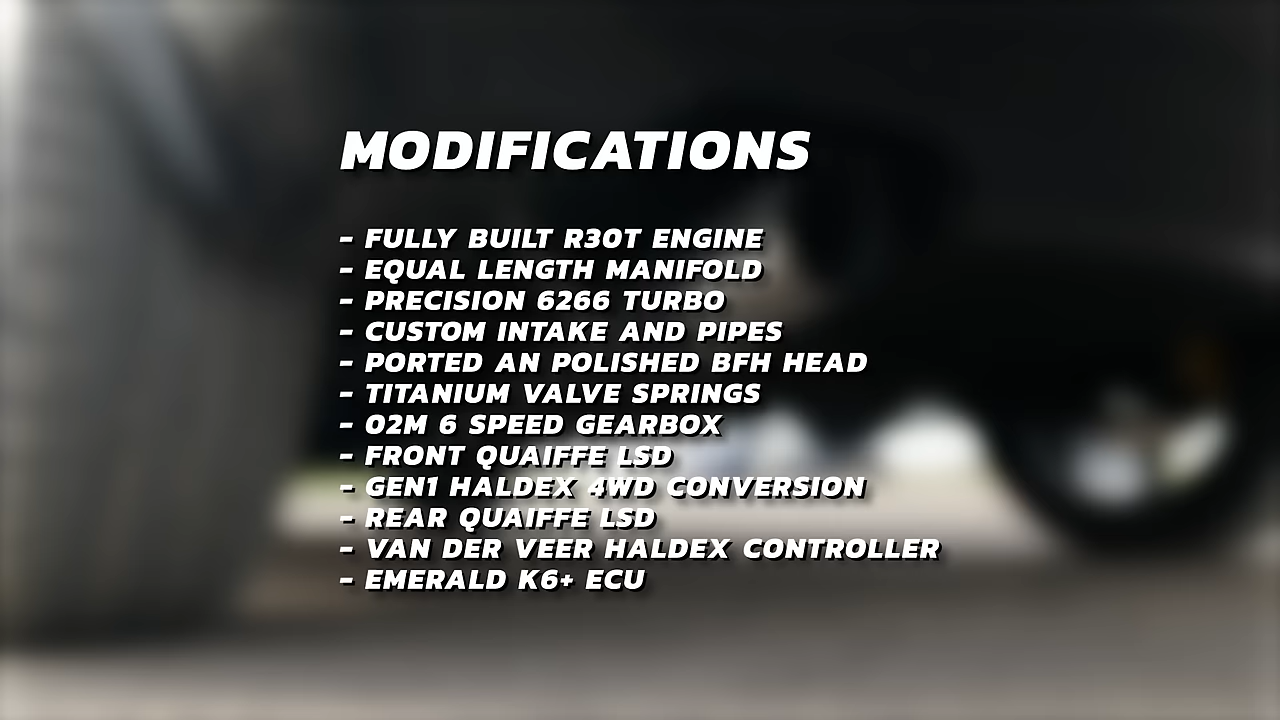 MODIFICATIONS
- FULLY BUILT R30T ENGINE
- EQUAL LENGTH MANIFOLD
- PRECISION 6266 TURBO
- CUSTOM INTAKE AND PIPES
- PORTED AN POLISHED BFH HEAD
- TITANIUM VALVE SPRINGS
- 02M 6 SPEED GEARBOX
- FRONT QUAIFFE LSD
- GEN1 HALDEX 4WD CONVERSION
- REAR QUAIFFE LSD
- VAN DER VEER HALDEX CONTROLLER
- EMERALD K6+ ECU